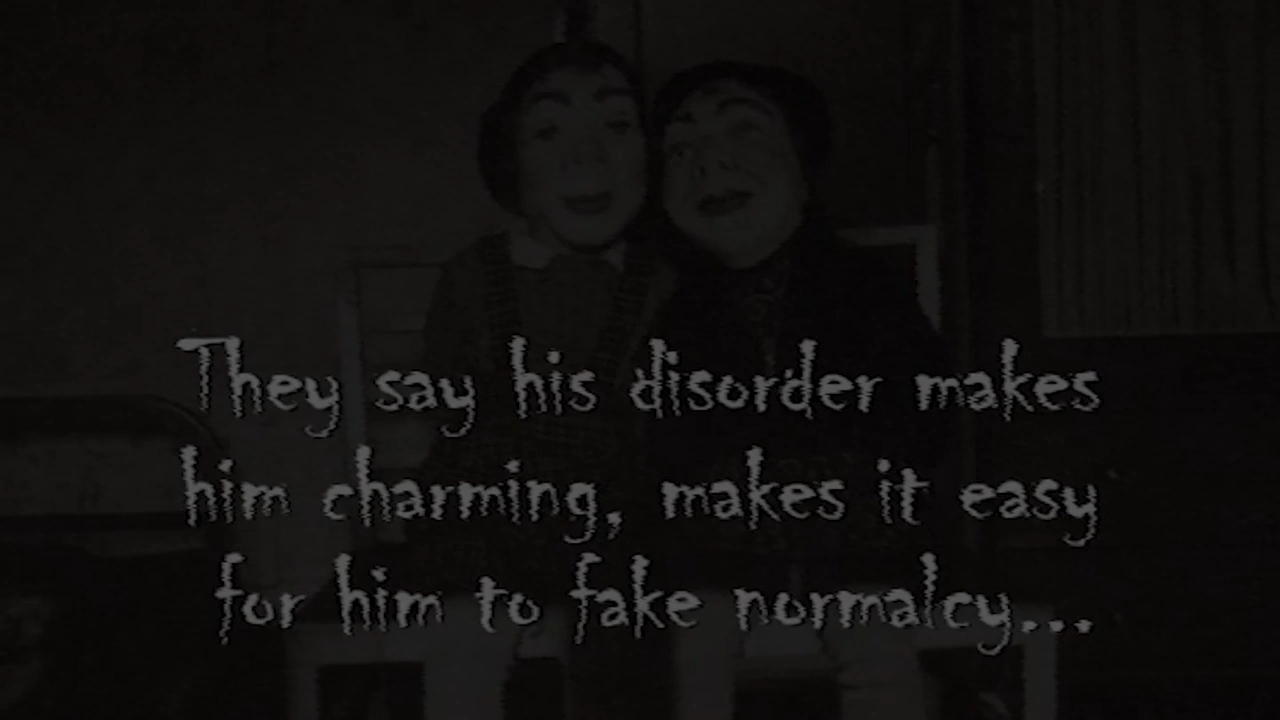 They say his disorder makes
him charming, makes it easy
for him to fake normalcy...